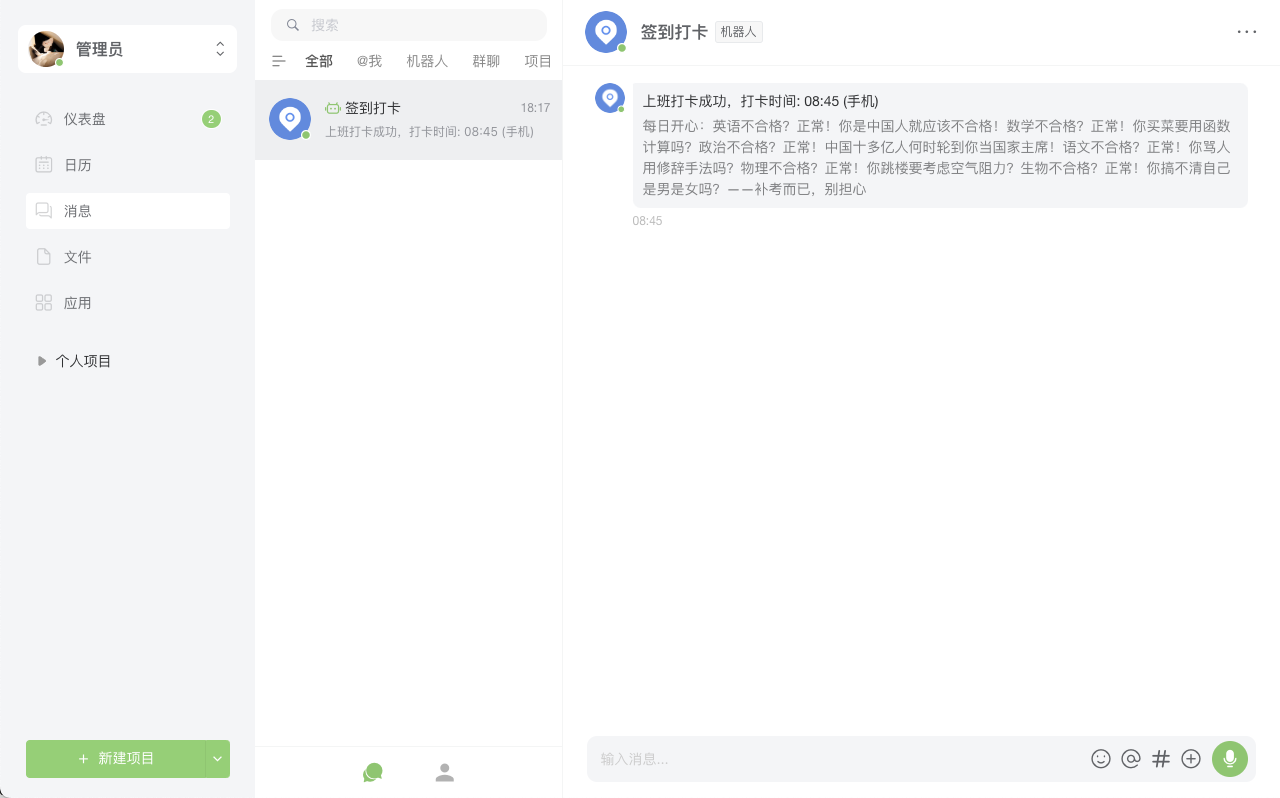 管理员
仪表盘
2
日历
消息
文件
应用
个人项目
+ 新建项目
搜索
全部 @我 机器人 群聊 项目
签到打卡 18:17
上班打卡成功，打卡时间: 08:45 (手机)
签到打卡 机器人
上班打卡成功，打卡时间: 08:45 (手机)
每日开心：英语不合格？正常！你是中国人就应该不合格！数学不合格？正常！你买菜要用函数
计算吗？政治不合格？正常！中国十多亿人何时轮到你当国家主席！语文不合格？正常！你骂人
用修辞手法吗？物理不合格？正常！你跳楼要考虑空气阻力？生物不合格？正常！你搞不清自己
是男是女吗？——补考而已，别担心
08:45
输入消息...